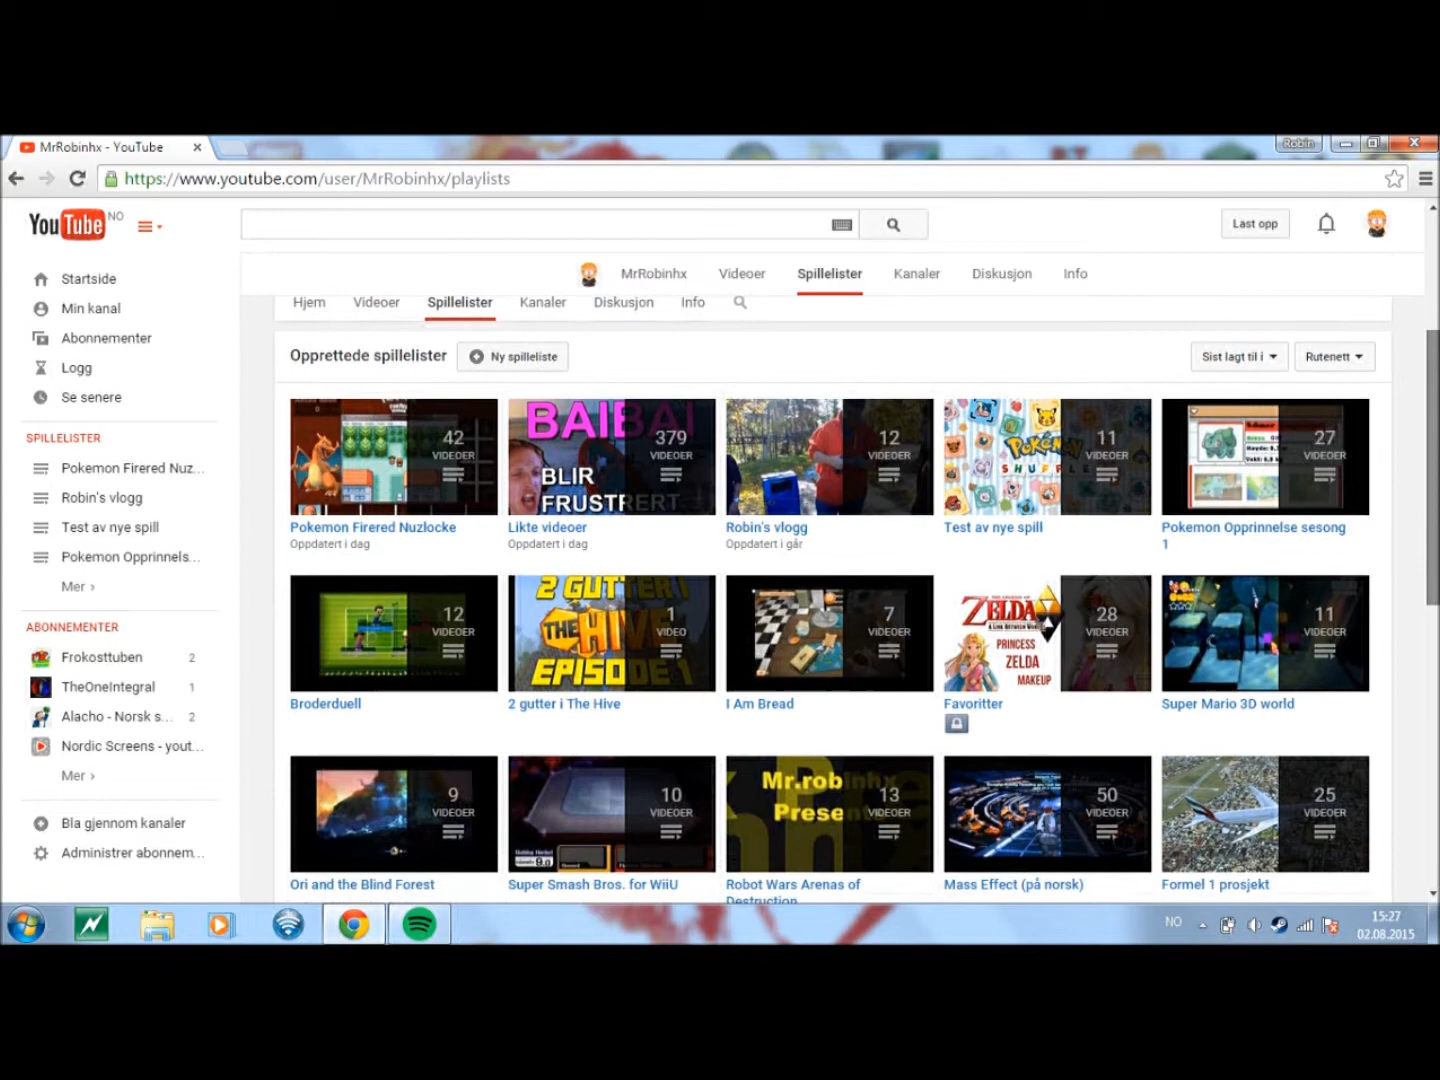 MrRobinhx - YouTube
Robin
https://www.youtube.com/user/MrRobinhx/playlists
YouTube NO
Last opp
MrRobinhx Videoer Spillelister Kanaler Diskusjon Info
Hjem Videoer Spillelister Kanaler Diskusjon Info
Startside
Min kanal
Abonnementer
Logg
Se senere
SPILLELISTER
Pokemon Firered Nuz...
Robin's vlogg
Test av nye spill
Pokemon Opprinnels...
Mer ›
ABONNEMENTER
Frokosttuben 2
TheOneIntegral 1
Alacho - Norsk s... 2
Nordic Screens - yout...
Mer ›
Bla gjennom kanaler
Administrer abonnem...
Opprettede spillelister
Ny spilleliste
Sist lagt til i
Rutenett
42 VIDEOER
Pokemon Firered Nuzlocke
Oppdatert i dag
BAIBAI
BLIR
FRUSTRERT
379 VIDEOER
Likte videoer
Oppdatert i dag
12 VIDEOER
Robin's vlogg
Oppdatert i går
POKéMON
SHUFFLE
11 VIDEOER
Test av nye spill
27 VIDEOER
Pokemon Opprinnelse sesong
1
12 VIDEOER
Broderduell
2 GUTTER I
THE HIVE
EPISODE 1
1 VIDEO
2 gutter i The Hive
7 VIDEOER
I Am Bread
ZELDA
PRINCESS
ZELDA
MAKEUP
28 VIDEOER
Favoritter
11 VIDEOER
Super Mario 3D world
9 VIDEOER
Ori and the Blind Forest
9.0
10 VIDEOER
Super Smash Bros. for WiiU
Mr.robinhx
Presen
13 VIDEOER
Robot Wars Arenas of
Destruction
50 VIDEOER
Mass Effect (på norsk)
25 VIDEOER
Formel 1 prosjekt
NO
15:27
02.08.2015